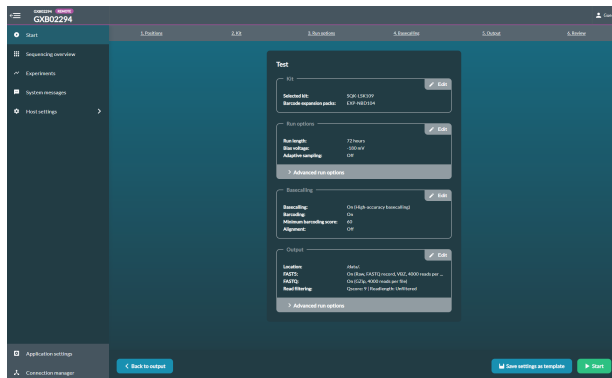 GXB02294 REMOTE
GXB02294
Start
Sequencing overview
Experiments
System messages
Host settings
Application settings
Connection manager
1. Positions
2. Kit
3. Run options
4. Basecalling
5. Output
6. Review
Test
Kit
Edit
Selected kit: SQK-LSK109
Barcode expansion packs: EXP-NBD104
Run options
Edit
Run length: 72 hours
Bias voltage: -180 mV
Adaptive sampling: Off
Advanced run options
Basecalling
Edit
Basecalling: On (High-accuracy basecalling)
Barcoding: On
Minimum barcoding score: 60
Alignment: Off
Output
Edit
Location: /data/.
FAST5: On (Raw, FASTQ record, VBZ, 4000 reads per ...
FASTQ: On (GZip, 4000 reads per file)
Read filtering: Qscore: 9 | Readlength: Unfiltered
Advanced run options
Back to output
Save settings as template
Start